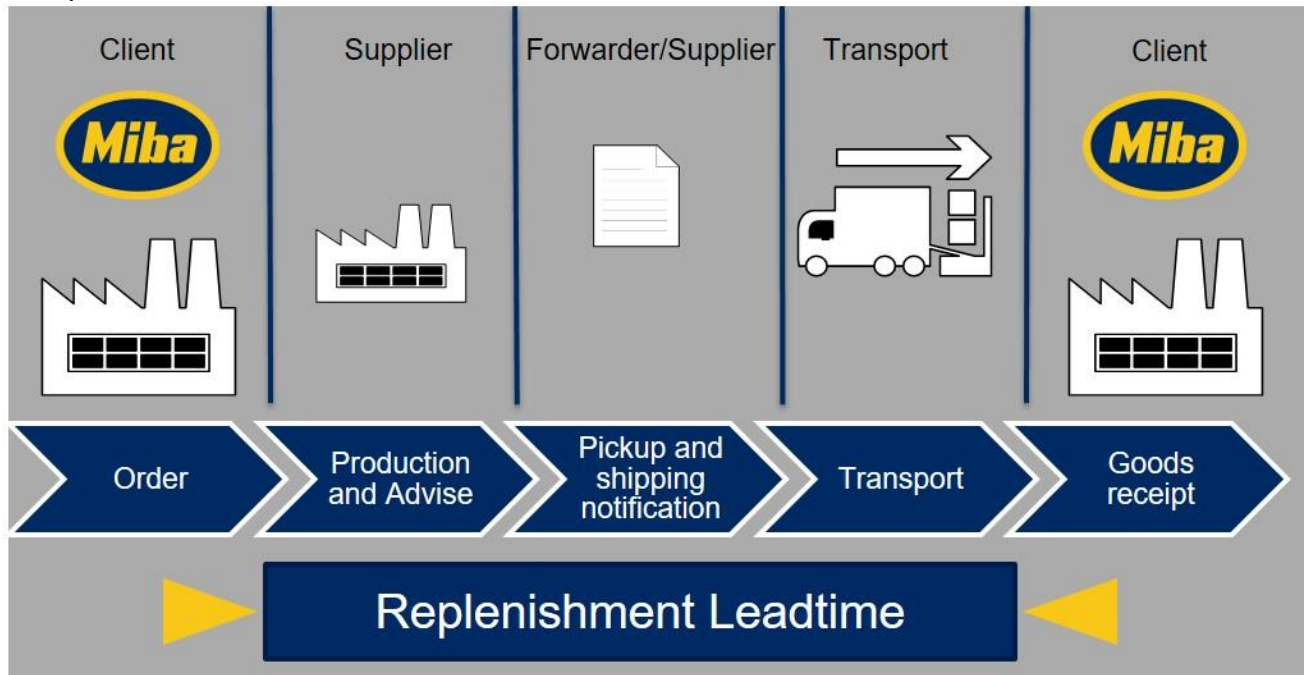 Client
Supplier
Forwarder/Supplier
Transport
Client
Miba
Miba
Order
Production
and Advise
Pickup and
shipping
notification
Transport
Goods
receipt
Replenishment Leadtime